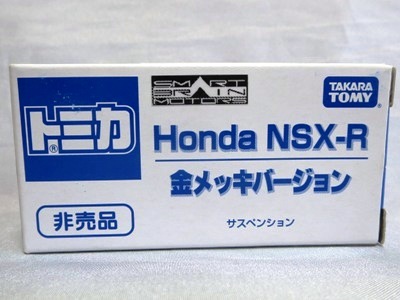 SMART
BRAIN
MOTORS
TAKARA
TOMY
トミカ
®
Honda NSX-R
金メッキバージョン
非売品
サスペンション